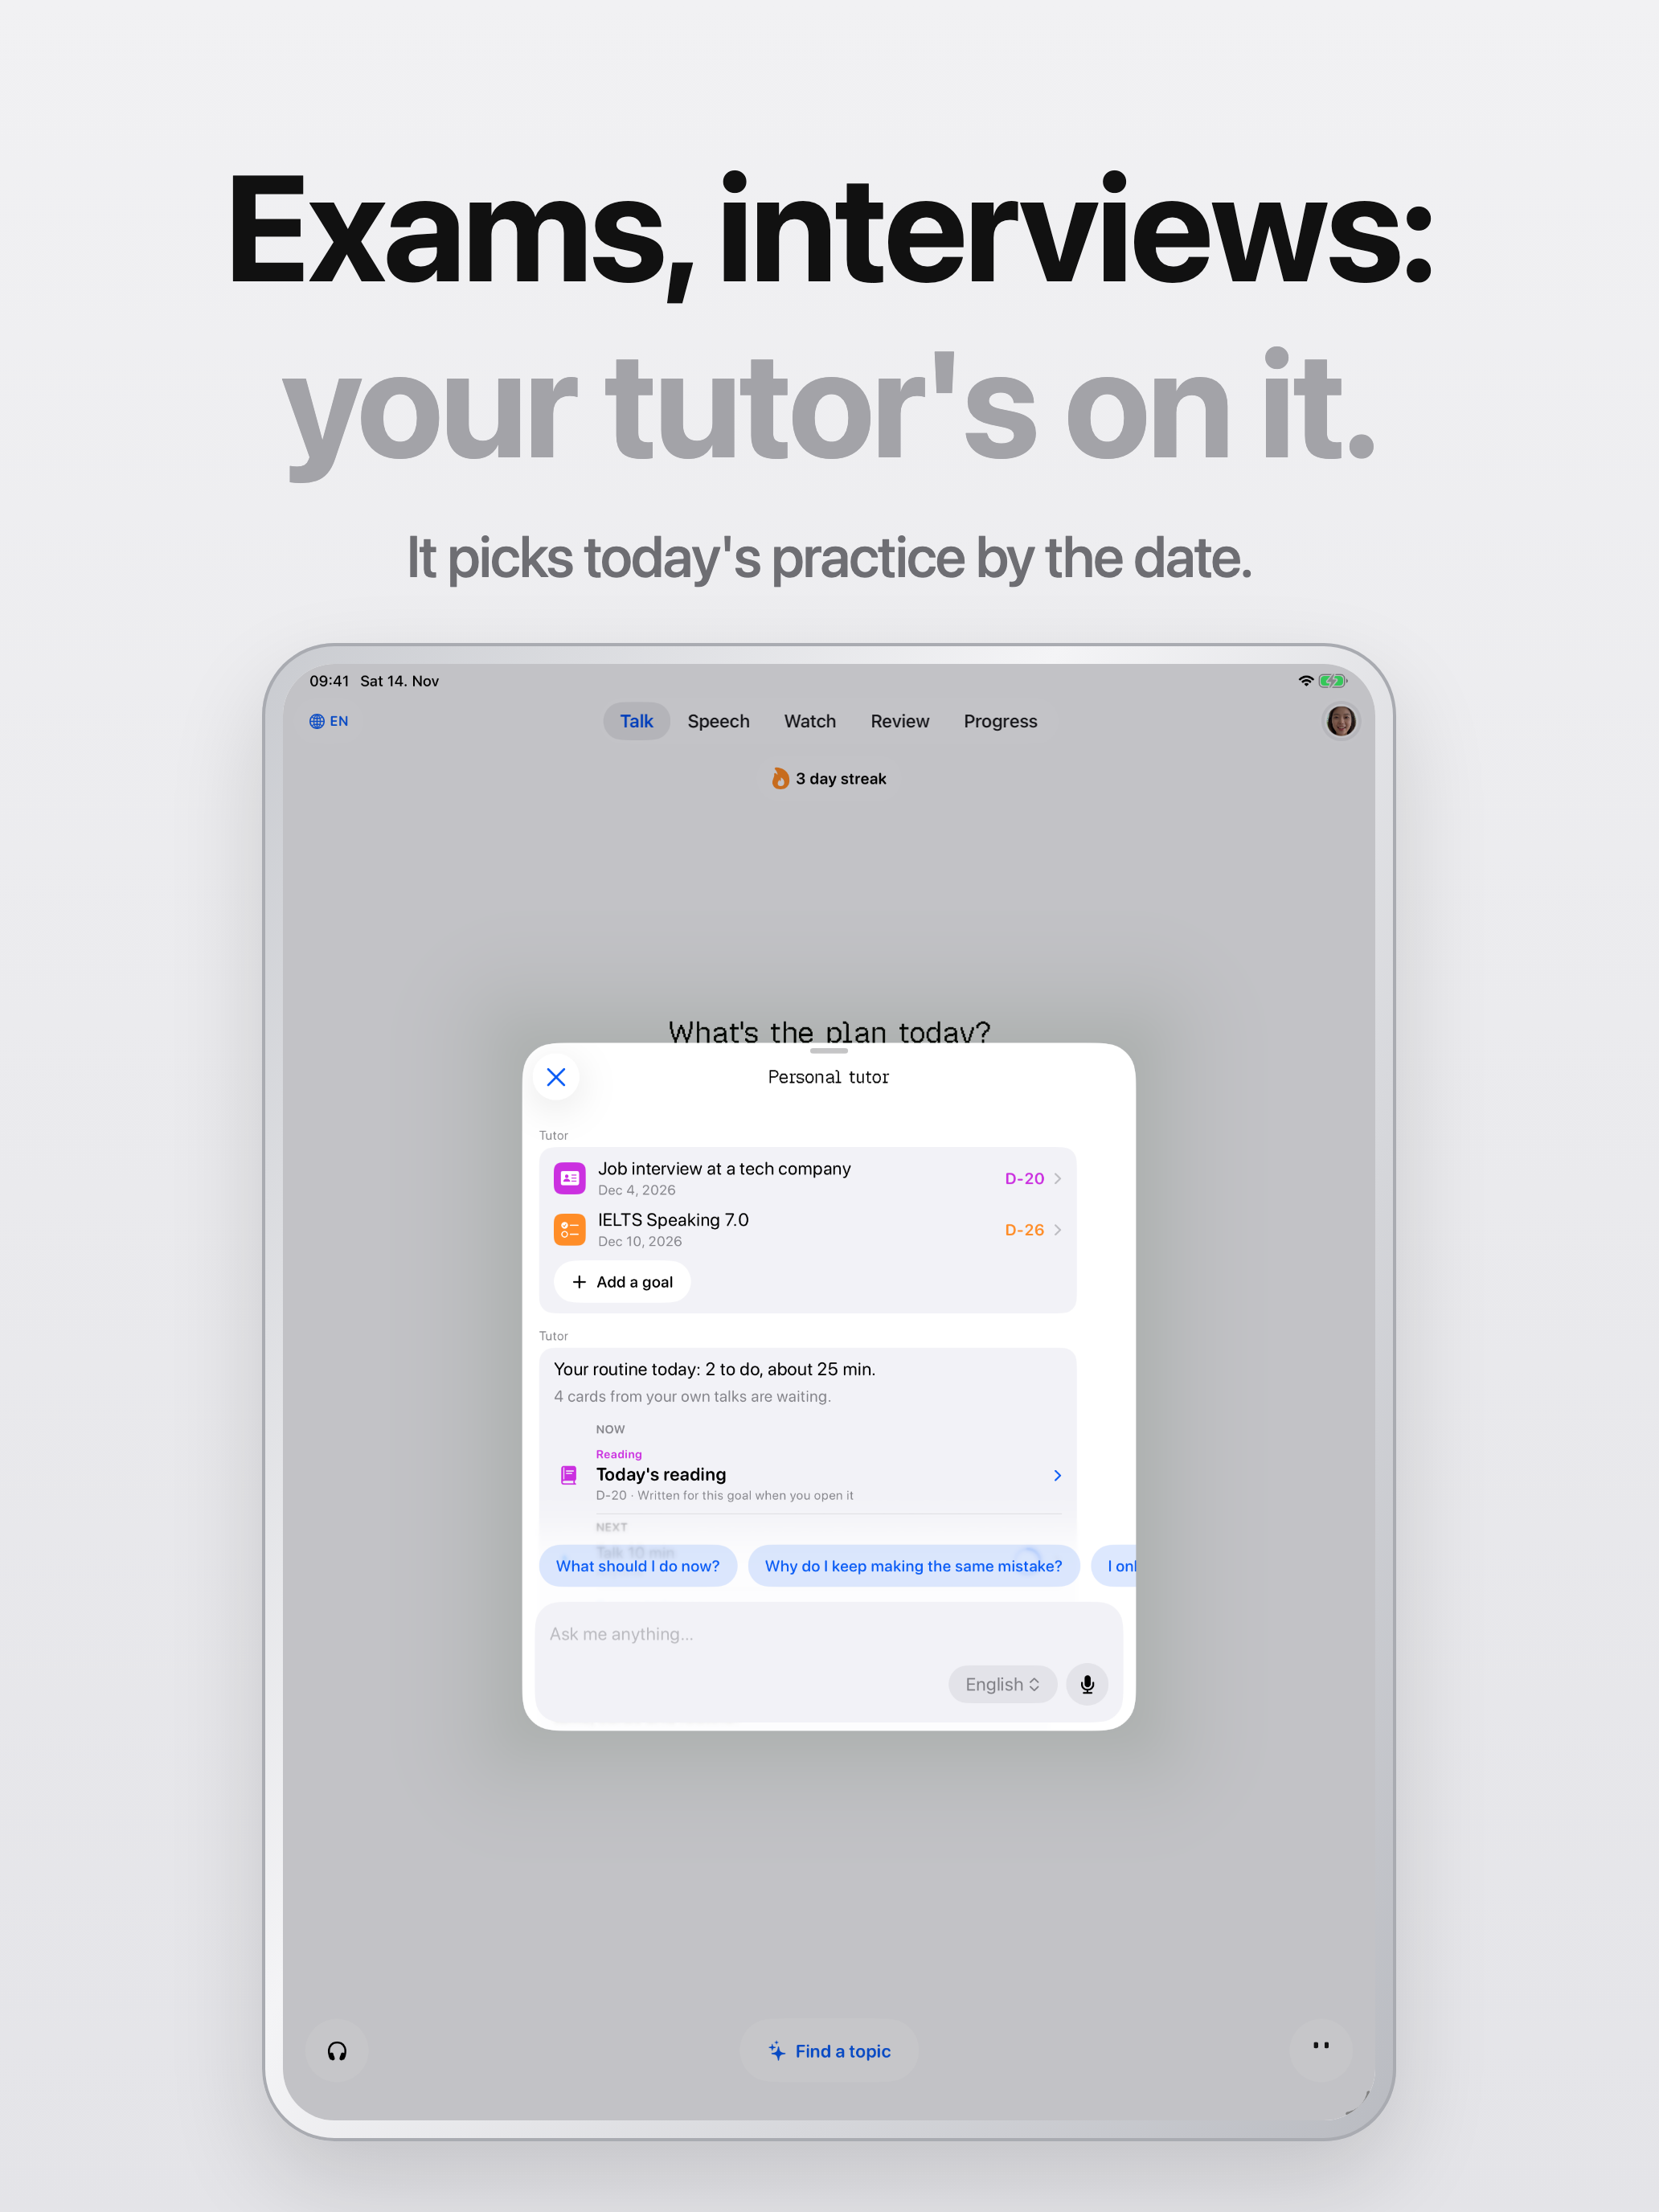 Exams, interviews:
your tutor's on it.
It picks today's practice by the date.
09:41 Sat 14. Nov
EN
Talk Speech Watch Review Progress
3 day streak
What's the plan today?
Personal tutor
Tutor
Job interview at a tech company
Dec 4, 2026
D-20
IELTS Speaking 7.0
Dec 10, 2026
D-26
+ Add a goal
Tutor
Your routine today: 2 to do, about 25 min.
4 cards from your own talks are waiting.
NOW
Reading
Today's reading
D-20 · Written for this goal when you open it
NEXT
Talk 10 min
What should I do now? Why do I keep making the same mistake? I onl
Ask me anything...
English
Find a topic